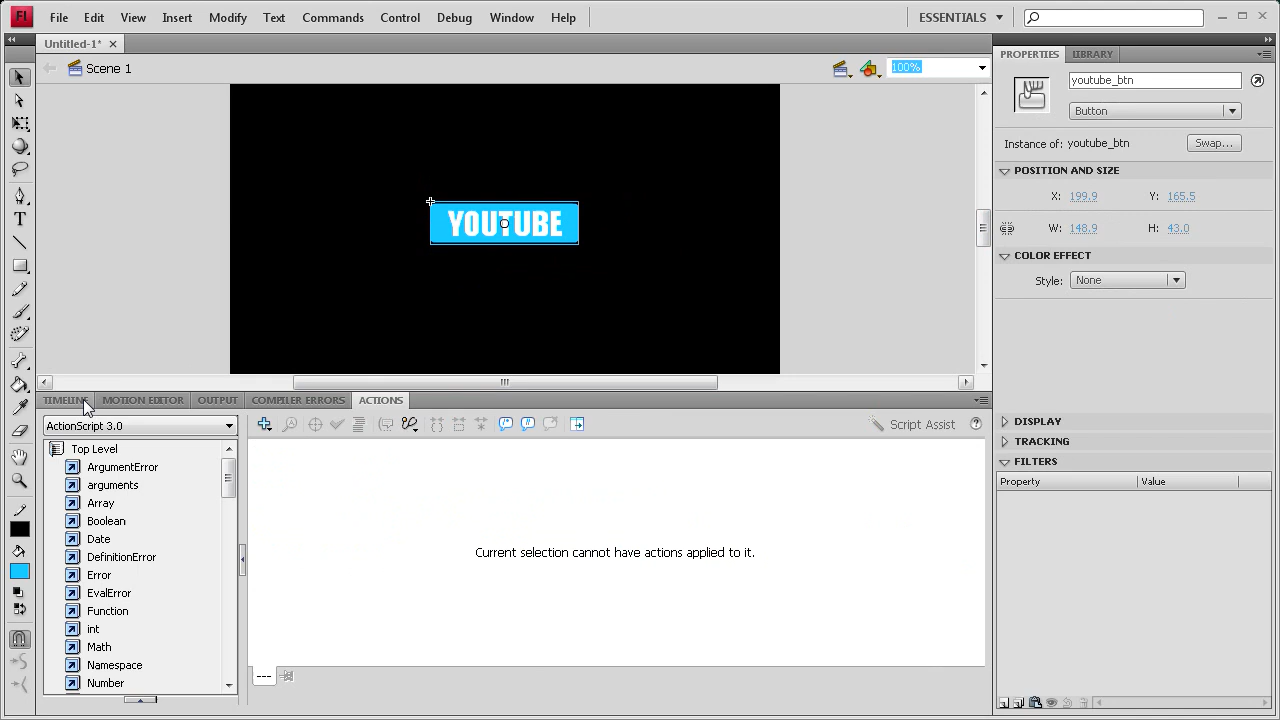 Fl File Edit View Insert Modify Text Commands Control Debug Window Help ESSENTIALS
Untitled-1*
Scene 1
100%
YOUTUBE
PROPERTIES LIBRARY
youtube_btn
Button
Instance of: youtube_btn Swap...
POSITION AND SIZE
X: 199.9 Y: 165.5
W: 148.9 H: 43.0
COLOR EFFECT
Style: None
DISPLAY
TRACKING
FILTERS
Property Value
TIMELINE MOTION EDITOR OUTPUT COMPILER ERRORS ACTIONS
ActionScript 3.0
Script Assist
Top Level
ArgumentError
arguments
Array
Boolean
Date
DefinitionError
Error
EvalError
Function
int
Math
Namespace
Number
Current selection cannot have actions applied to it.